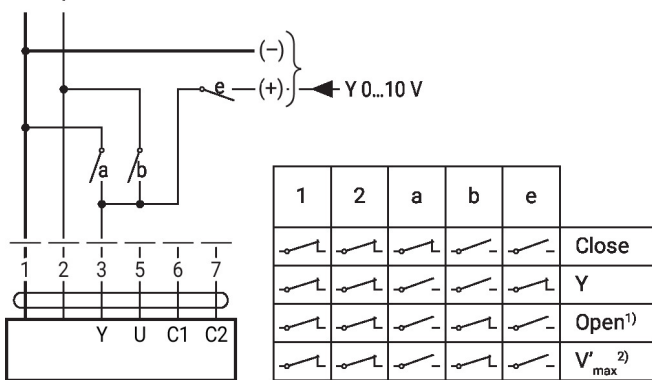 (–)
e (+) Y 0...10 V
a b
1 2 3 5 6 7
Y U C1 C2
1 2 a b e
Close
Y
Open¹⁾
V'max ²⁾